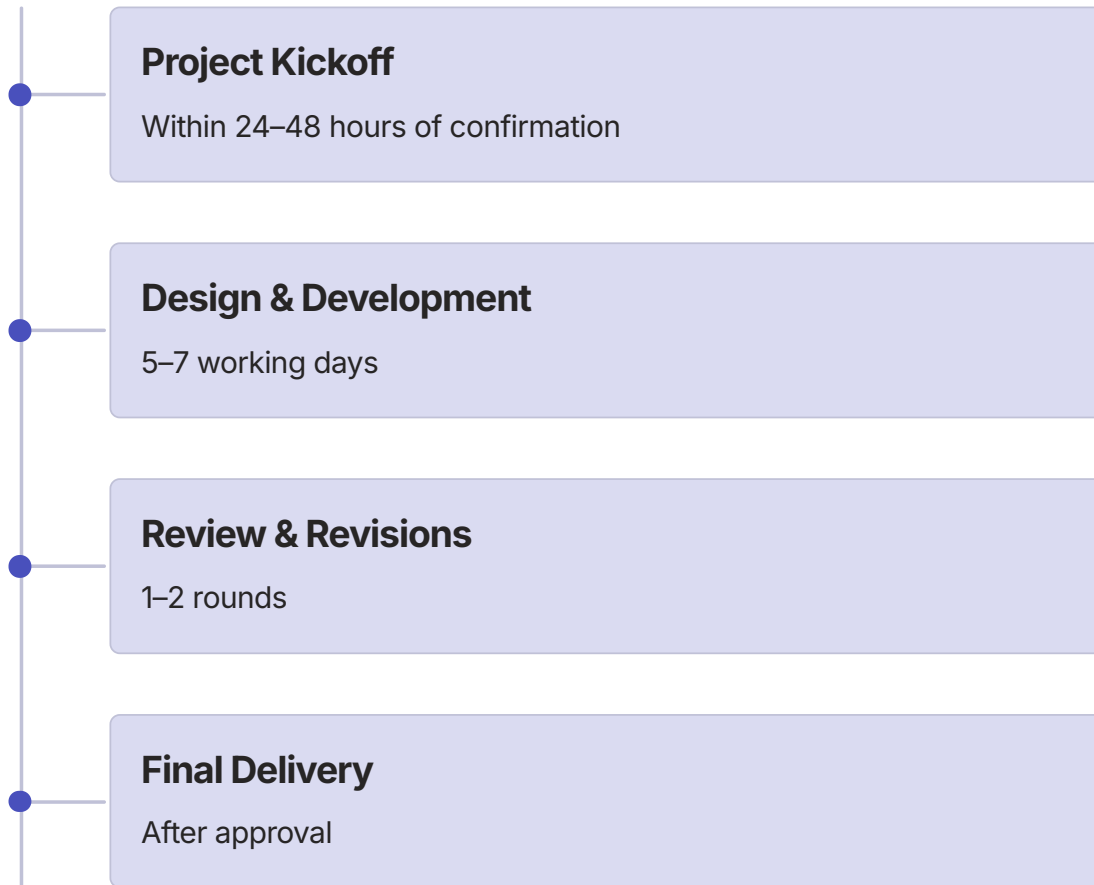 Project Kickoff
Within 24–48 hours of confirmation
Design & Development
5–7 working days
Review & Revisions
1–2 rounds
Final Delivery
After approval